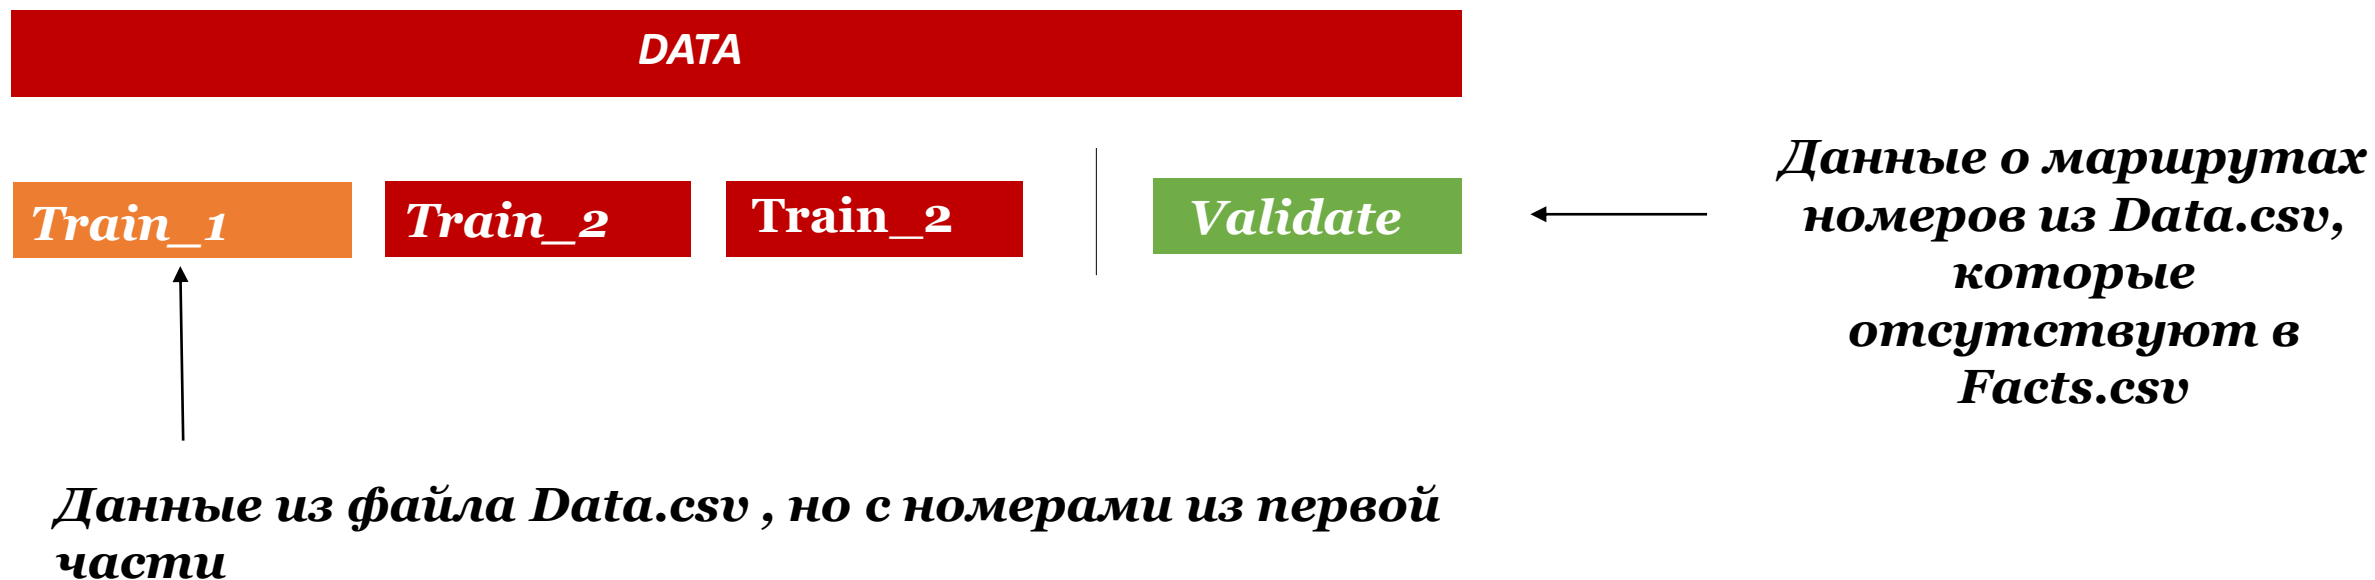 DATA
Train_1
Train_2
Train_2
Validate
Данные о маршрутах
номеров из Data.csv,
которые
отсутствуют в
Facts.csv
Данные из файла Data.csv , но с номерами из первой
части